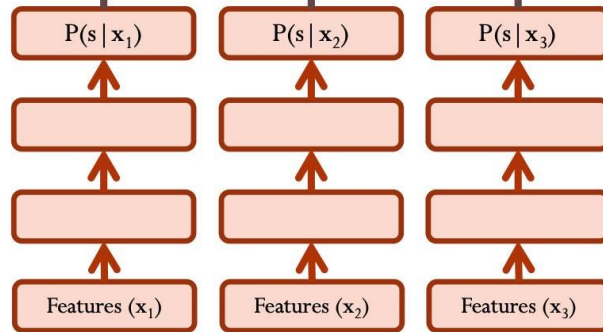 P(s|x₁) P(s|x₂) P(s|x₃)
Features (x₁) Features (x₂) Features (x₃)